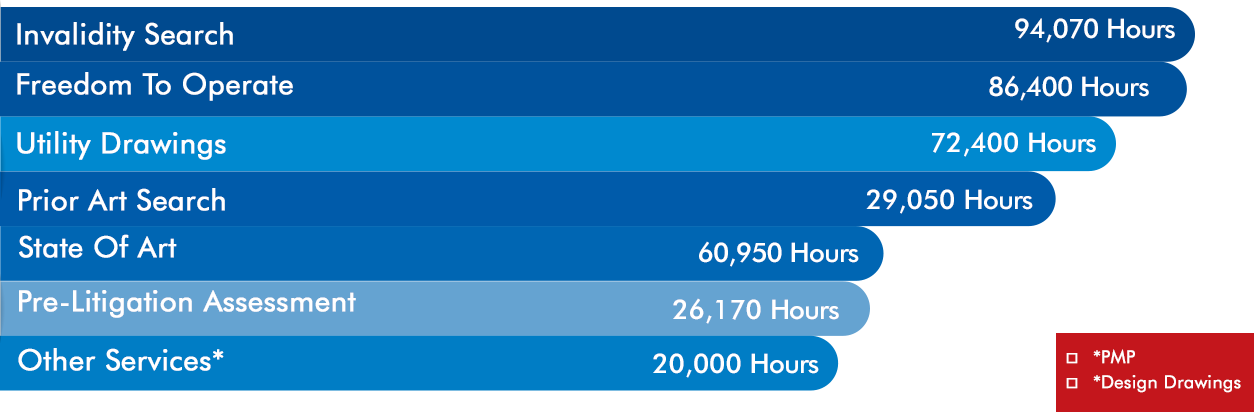 Invalidity Search 94,070 Hours
Freedom To Operate 86,400 Hours
Utility Drawings 72,400 Hours
Prior Art Search 29,050 Hours
State Of Art 60,950 Hours
Pre-Litigation Assessment 26,170 Hours
Other Services* 20,000 Hours
*PMP
*Design Drawings